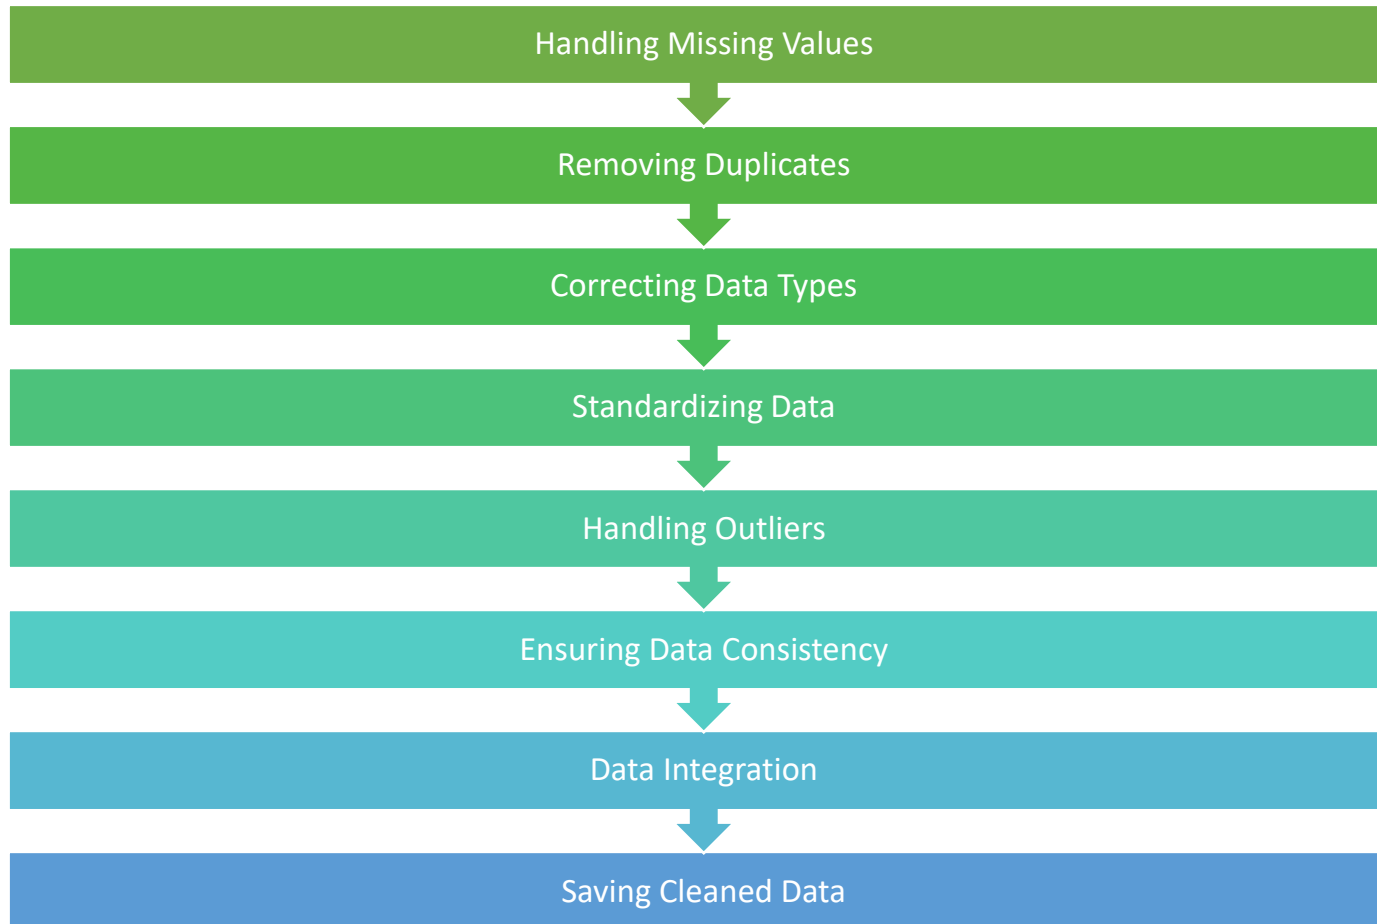 Handling Missing Values
Removing Duplicates
Correcting Data Types
Standardizing Data
Handling Outliers
Ensuring Data Consistency
Data Integration
Saving Cleaned Data